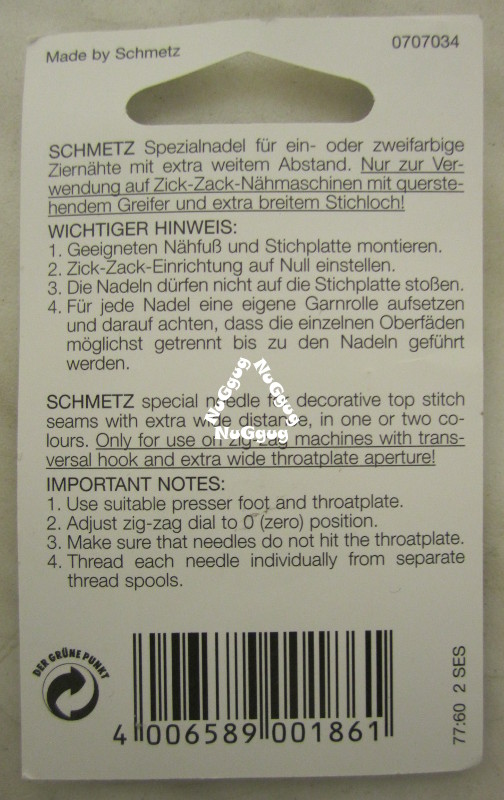 Made by Schmetz
0707034
SCHMETZ Spezialnadel für ein- oder zweifarbige
Ziernähte mit extra weitem Abstand. Nur zur Ver-
wendung auf Zick-Zack-Nähmaschinen mit querste-
hendem Greifer und extra breitem Stichloch!
WICHTIGER HINWEIS:
1. Geeigneten Nähfuß und Stichplatte montieren.
2. Zick-Zack-Einrichtung auf Null einstellen.
3. Die Nadeln dürfen nicht auf die Stichplatte stoßen.
4. Für jede Nadel eine eigene Garnrolle aufsetzen
und darauf achten, dass die einzelnen Oberfäden
möglichst getrennt bis zu den Nadeln geführt
werden.
NuGgug NuGgug
NuGgug
SCHMETZ special needle for decorative top stitch
seams with extra wide distance, in one or two co-
lours. Only for use on zig-zag machines with trans-
versal hook and extra wide throatplate aperture!
IMPORTANT NOTES:
1. Use suitable presser foot and throatplate.
2. Adjust zig-zag dial to 0 (zero) position.
3. Make sure that needles do not hit the throatplate.
4. Thread each needle individually from separate
thread spools.
DER GRÜNE PUNKT
4 006589 001861
77:60 2 SES